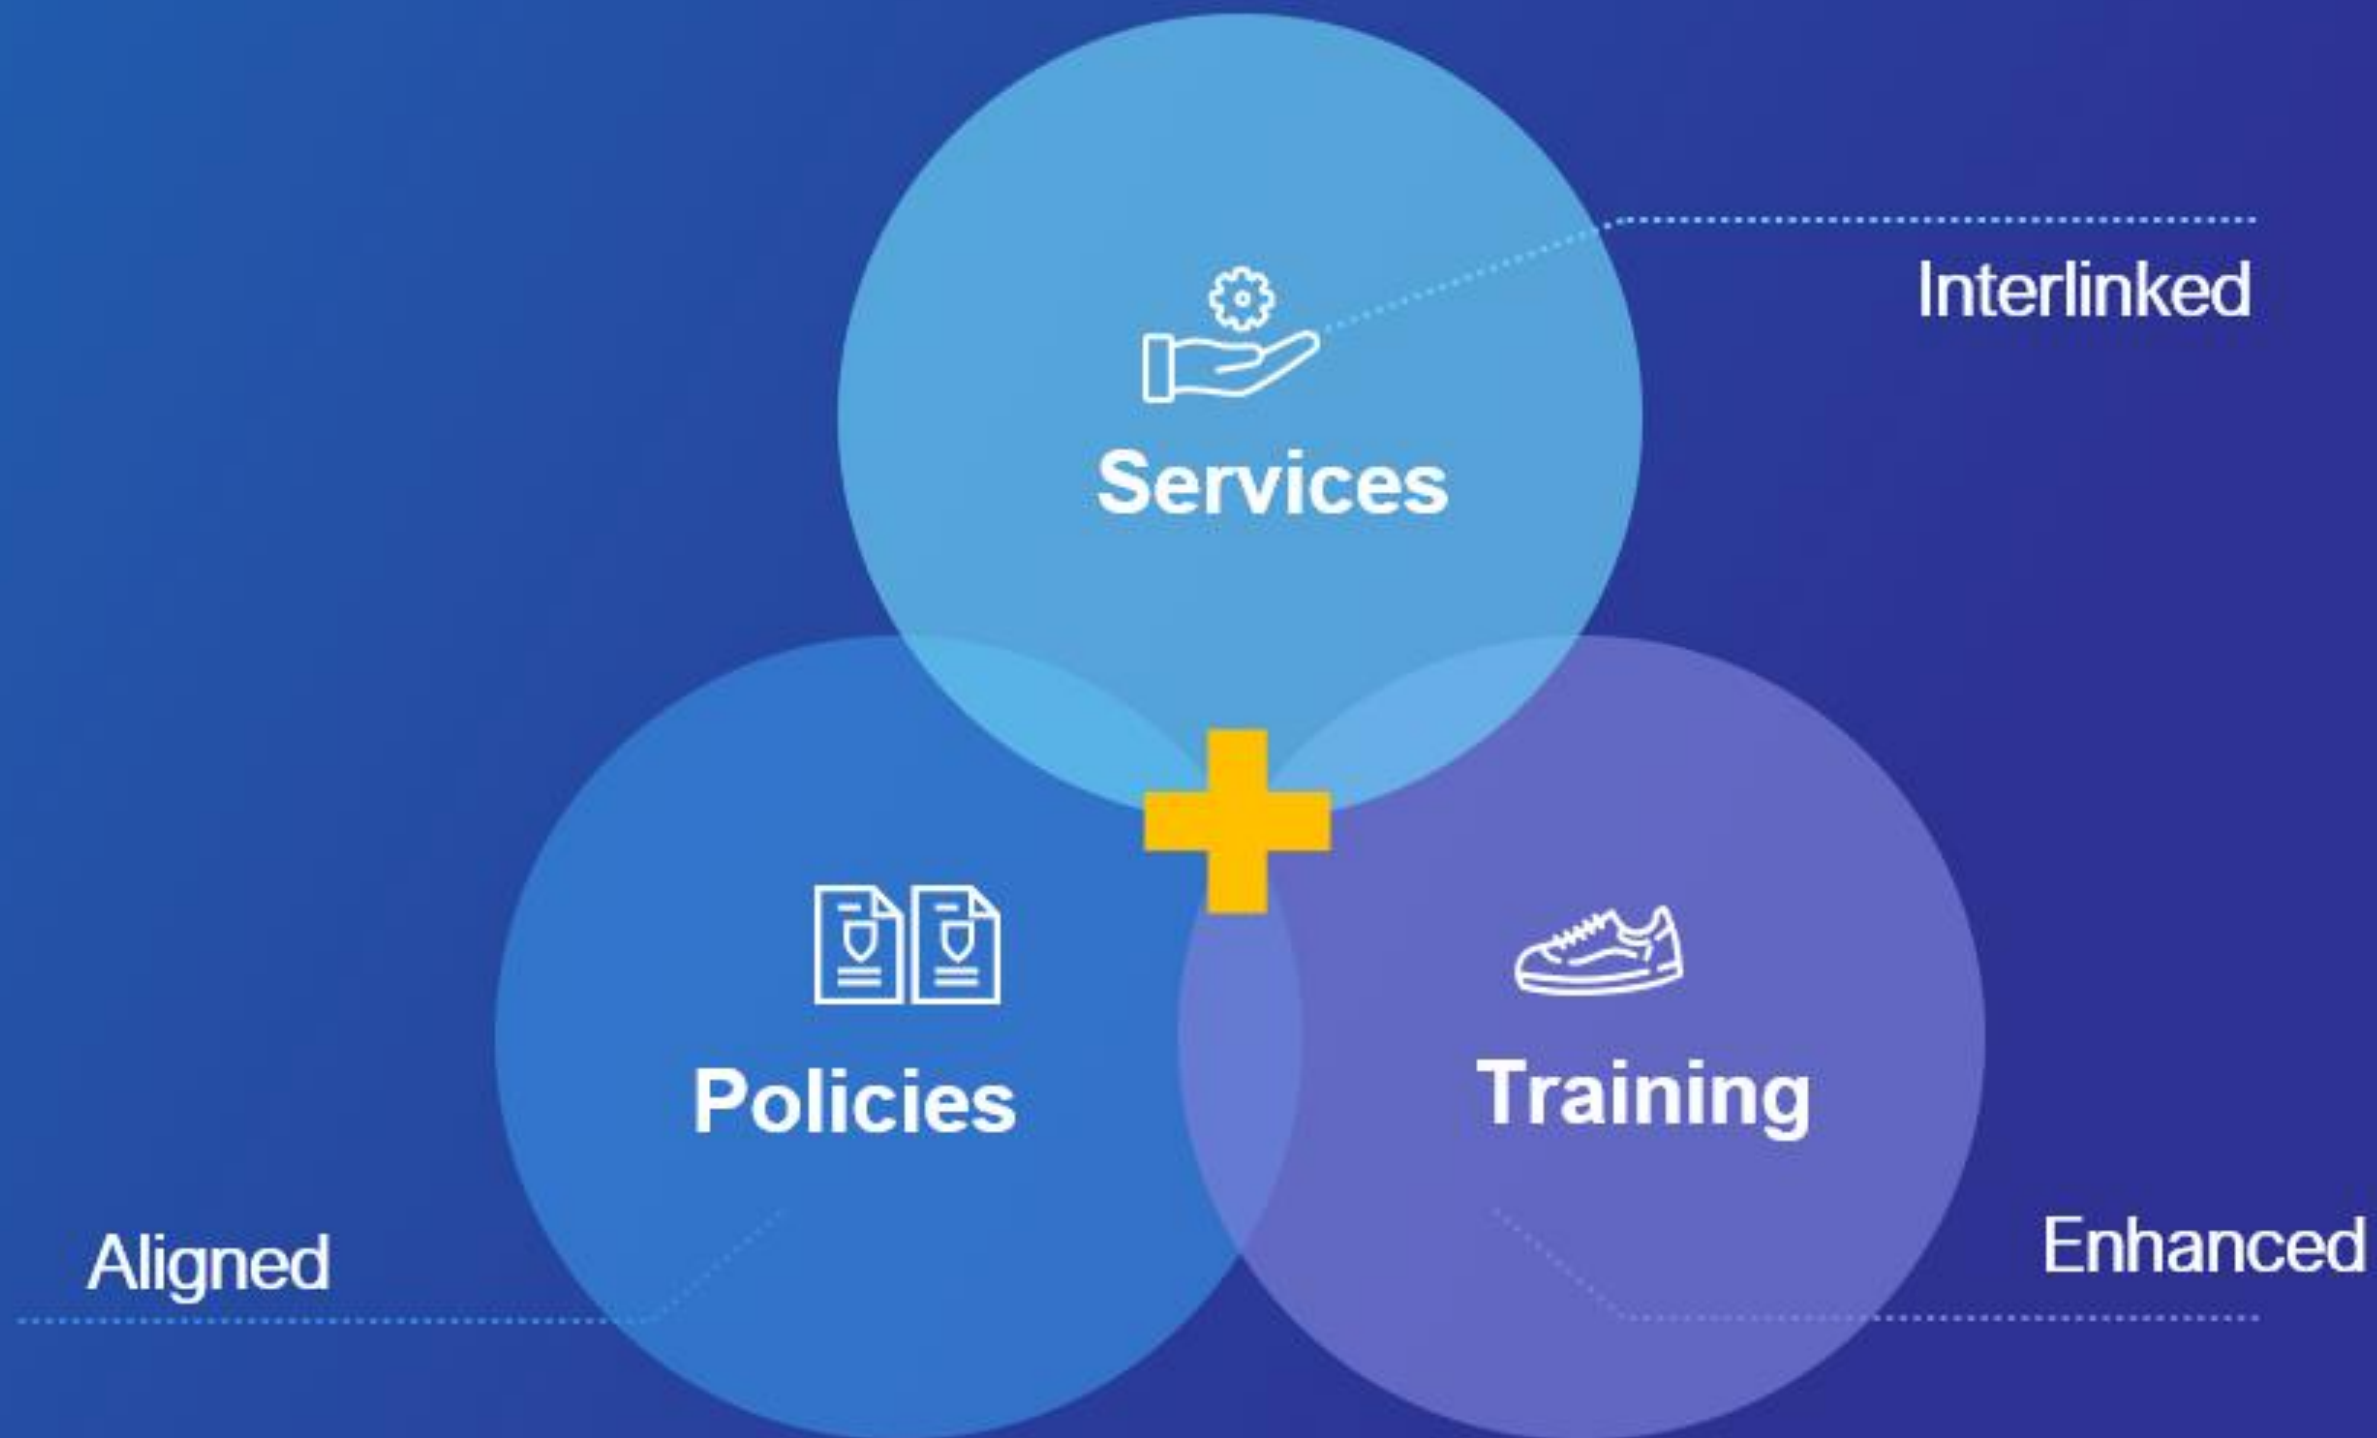 Interlinked
Services
Policies
Training
Aligned
Enhanced